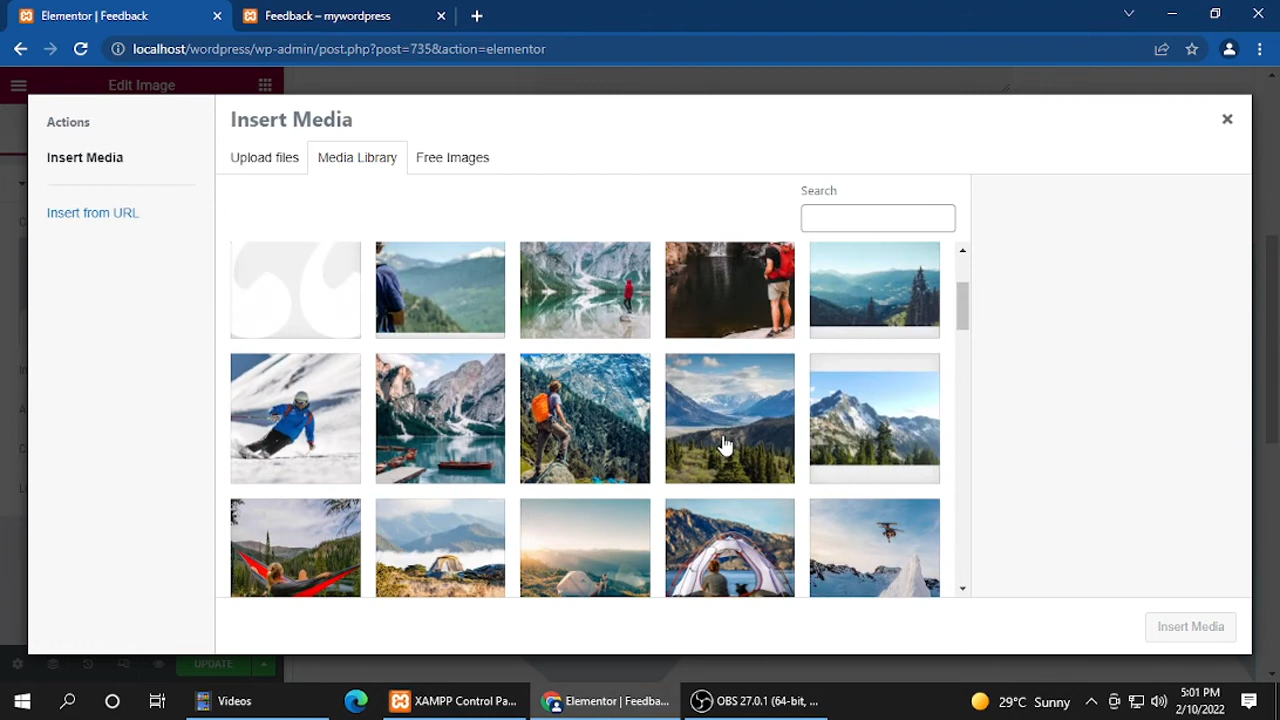 Elementor | Feedback
Feedback – mywordpress
localhost/wordpress/wp-admin/post.php?post=735&action=elementor
Edit Image
Actions
Insert Media
Insert from URL
Insert Media
Upload files
Media Library
Free Images
Search
Insert Media
UPDATE
Videos
XAMPP Control Pa...
Elementor | Feedba...
OBS 27.0.1 (64-bit, ...
29°C Sunny
5:01 PM
2/10/2022